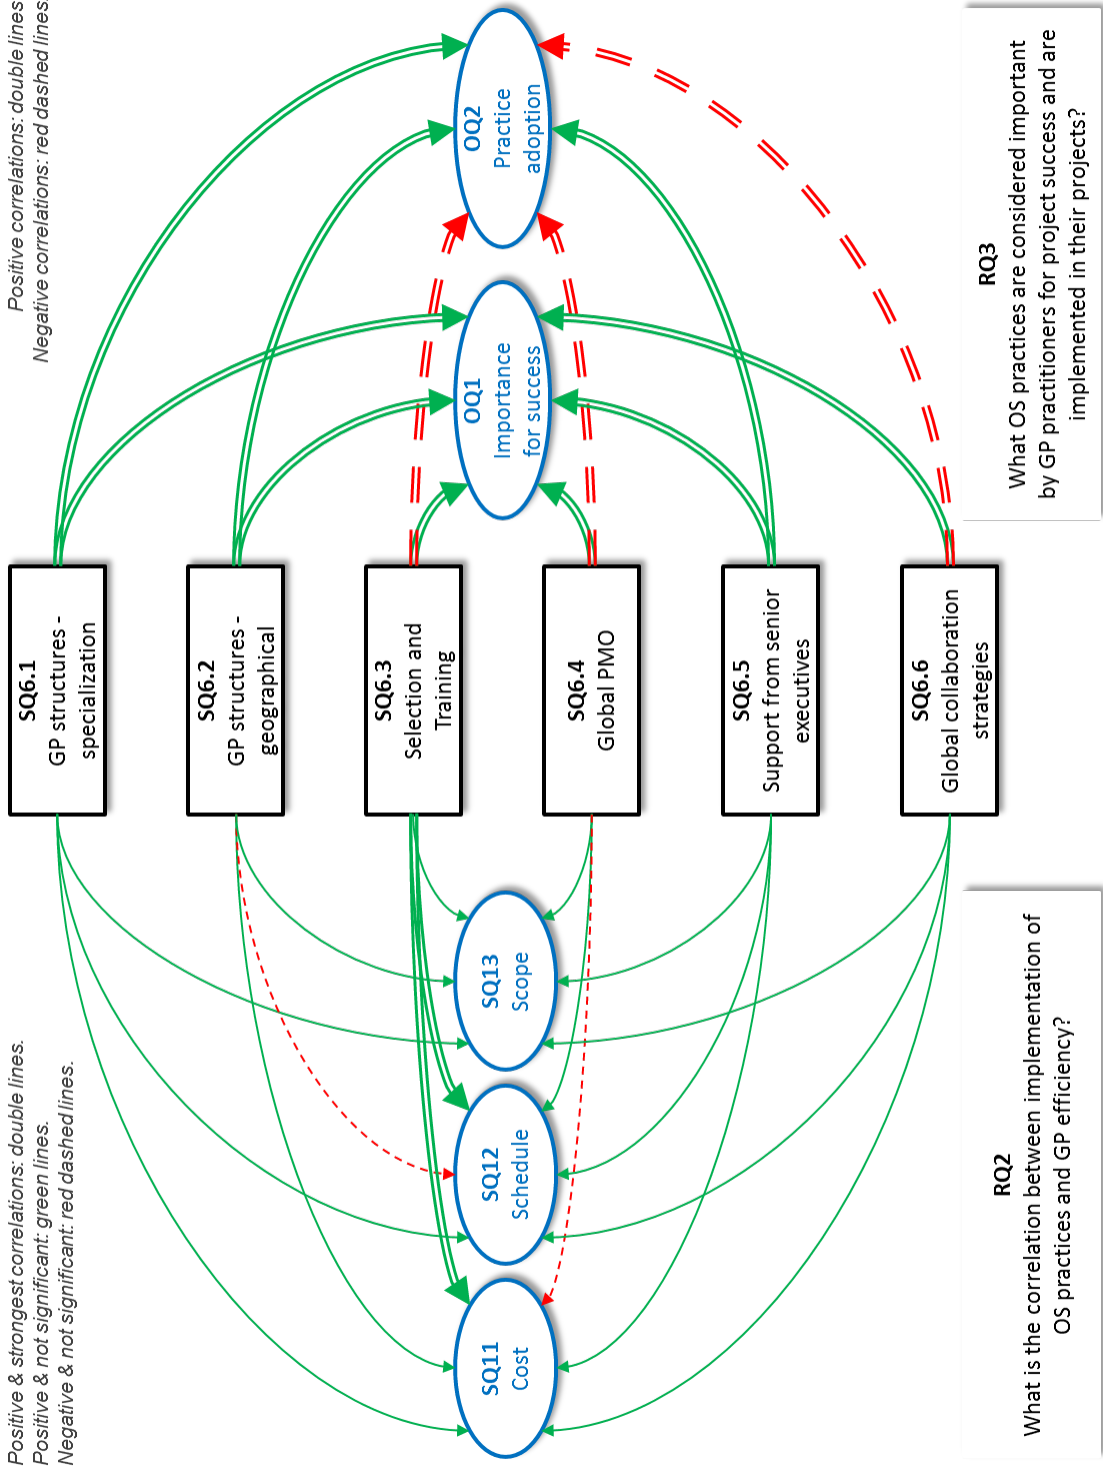 Positive & strongest correlations: double lines.
Positive & not significant: green lines.
Negative & not significant: red dashed lines.
Positive correlations: double lines
Negative correlations: red dashed lines.
SQ6.1
GP structures -
specialization
SQ6.2
GP structures -
geographical
SQ6.3
Selection and
Training
SQ6.4
Global PMO
SQ6.5
Support from senior
executives
SQ6.6
Global collaboration
strategies
SQ11
Cost
SQ12
Schedule
SQ13
Scope
OQ1
Importance
for success
OQ2
Practice
adoption
RQ2
What is the correlation between implementation of
OS practices and GP efficiency?
RQ3
What OS practices are considered important
by GP practitioners for project success and are
implemented in their projects?